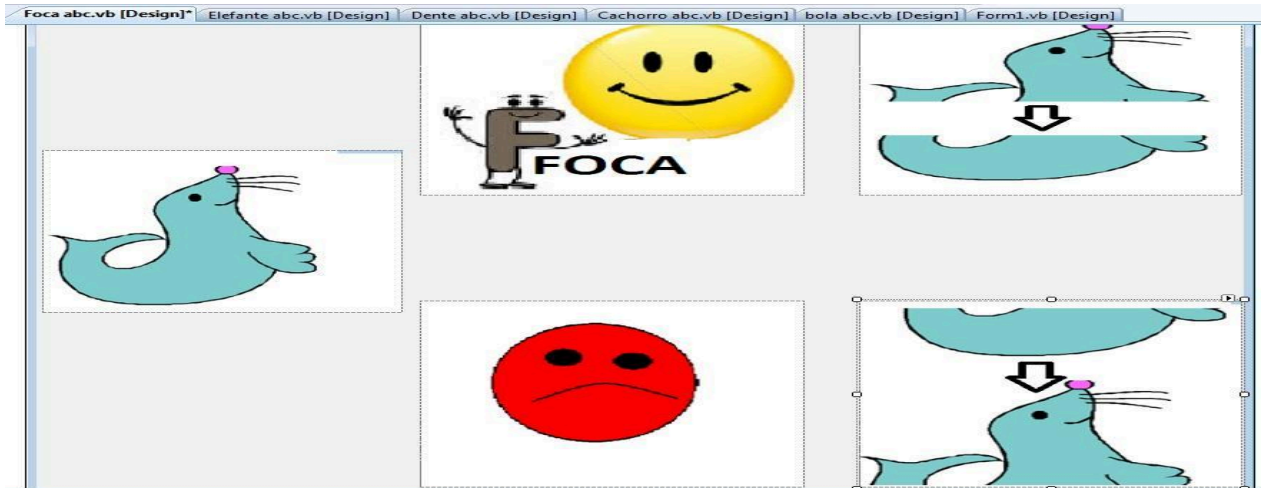 Foca abc.vb [Design]* Elefante abc.vb [Design] Dente abc.vb [Design] Cachorro abc.vb [Design] bola abc.vb [Design] Form1.vb [Design]
F FOCA